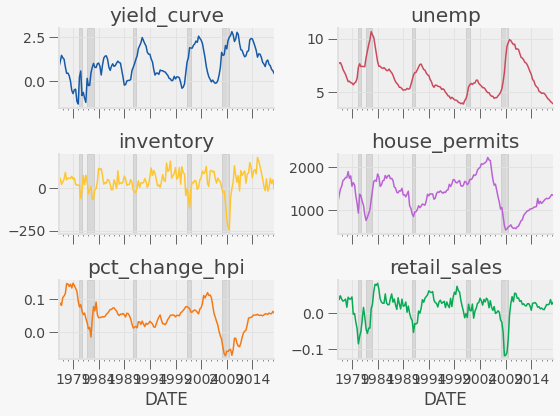 yield_curve
unemp
2.5
0.0
10
5
inventory
house_permits
0
-250
2000
1000
pct_change_hpi
retail_sales
0.1
0.0
0.0
-0.1
1979 1984 1989 1994 1999 2004 2009 2014
1979 1984 1989 1994 1999 2004 2009 2014
DATE
DATE